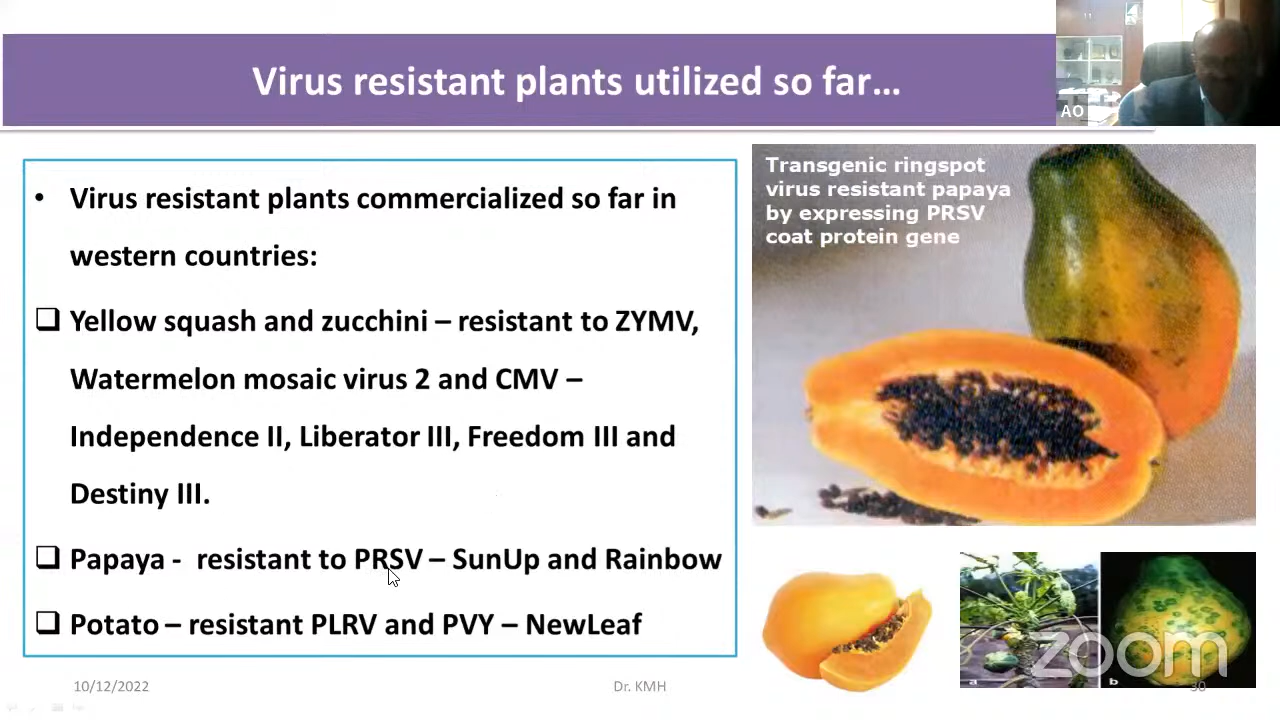 Virus resistant plants utilized so far...
AO
• Virus resistant plants commercialized so far in
western countries:
❑ Yellow squash and zucchini – resistant to ZYMV,
Watermelon mosaic virus 2 and CMV –
Independence II, Liberator III, Freedom III and
Destiny III.
❑ Papaya - resistant to PRSV – SunUp and Rainbow
❑ Potato – resistant PLRV and PVY – NewLeaf
Transgenic ringspot
virus resistant papaya
by expressing PRSV
coat protein gene
a
b
zoom
10/12/2022
Dr. KMH
30